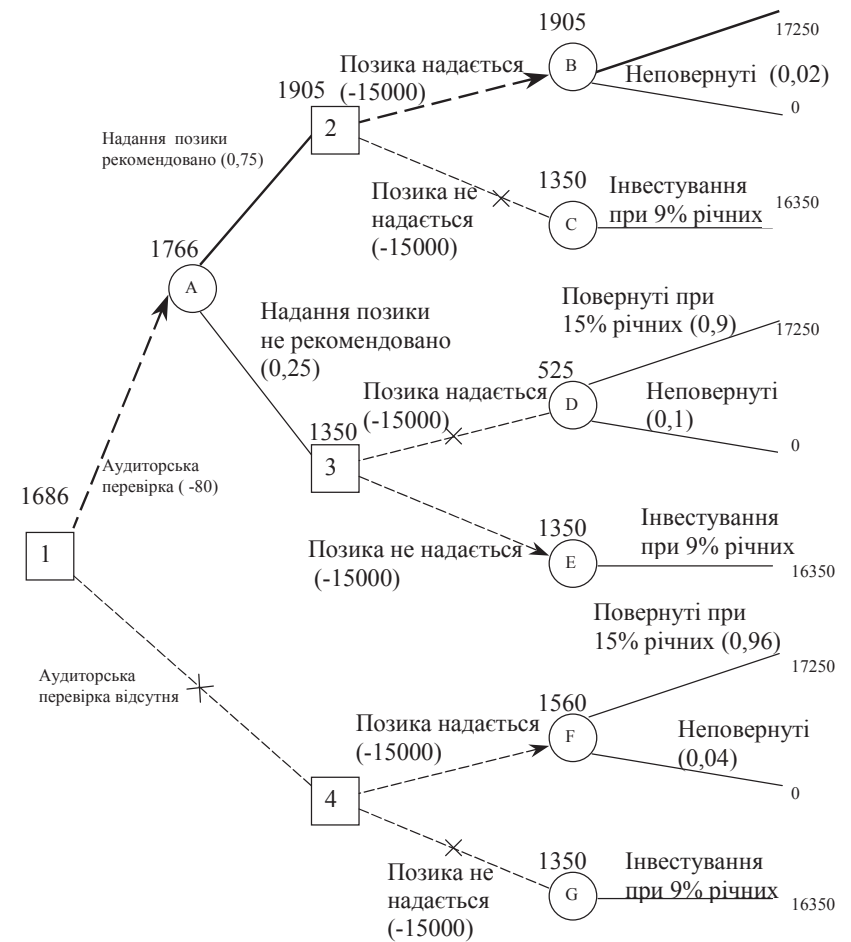 1905
17250
B
Позика надається
(-15000)
Неповернуті (0,02)
0
1905
2
Надання позики
рекомендовано (0,75)
Позика не
надається
(-15000)
1350
C
Інвестування
при 9% річних
16350
1766
A
Надання позики
не рекомендовано
(0,25)
Повернуті при
15% річних (0,9)
17250
525
D
Позика надається
(-15000)
Неповернуті
(0,1)
0
1350
3
Аудиторська
перевірка ( -80)
1686
1
Позика не надається
(-15000)
1350
E
Інвестування
при 9% річних
16350
Повернуті при
15% річних (0,96)
17250
Аудиторська
перевірка відсутня
1560
F
Позика надається
(-15000)
Неповернуті
(0,04)
0
4
Позика не
надається
(-15000)
1350
G
Інвестування
при 9% річних
16350